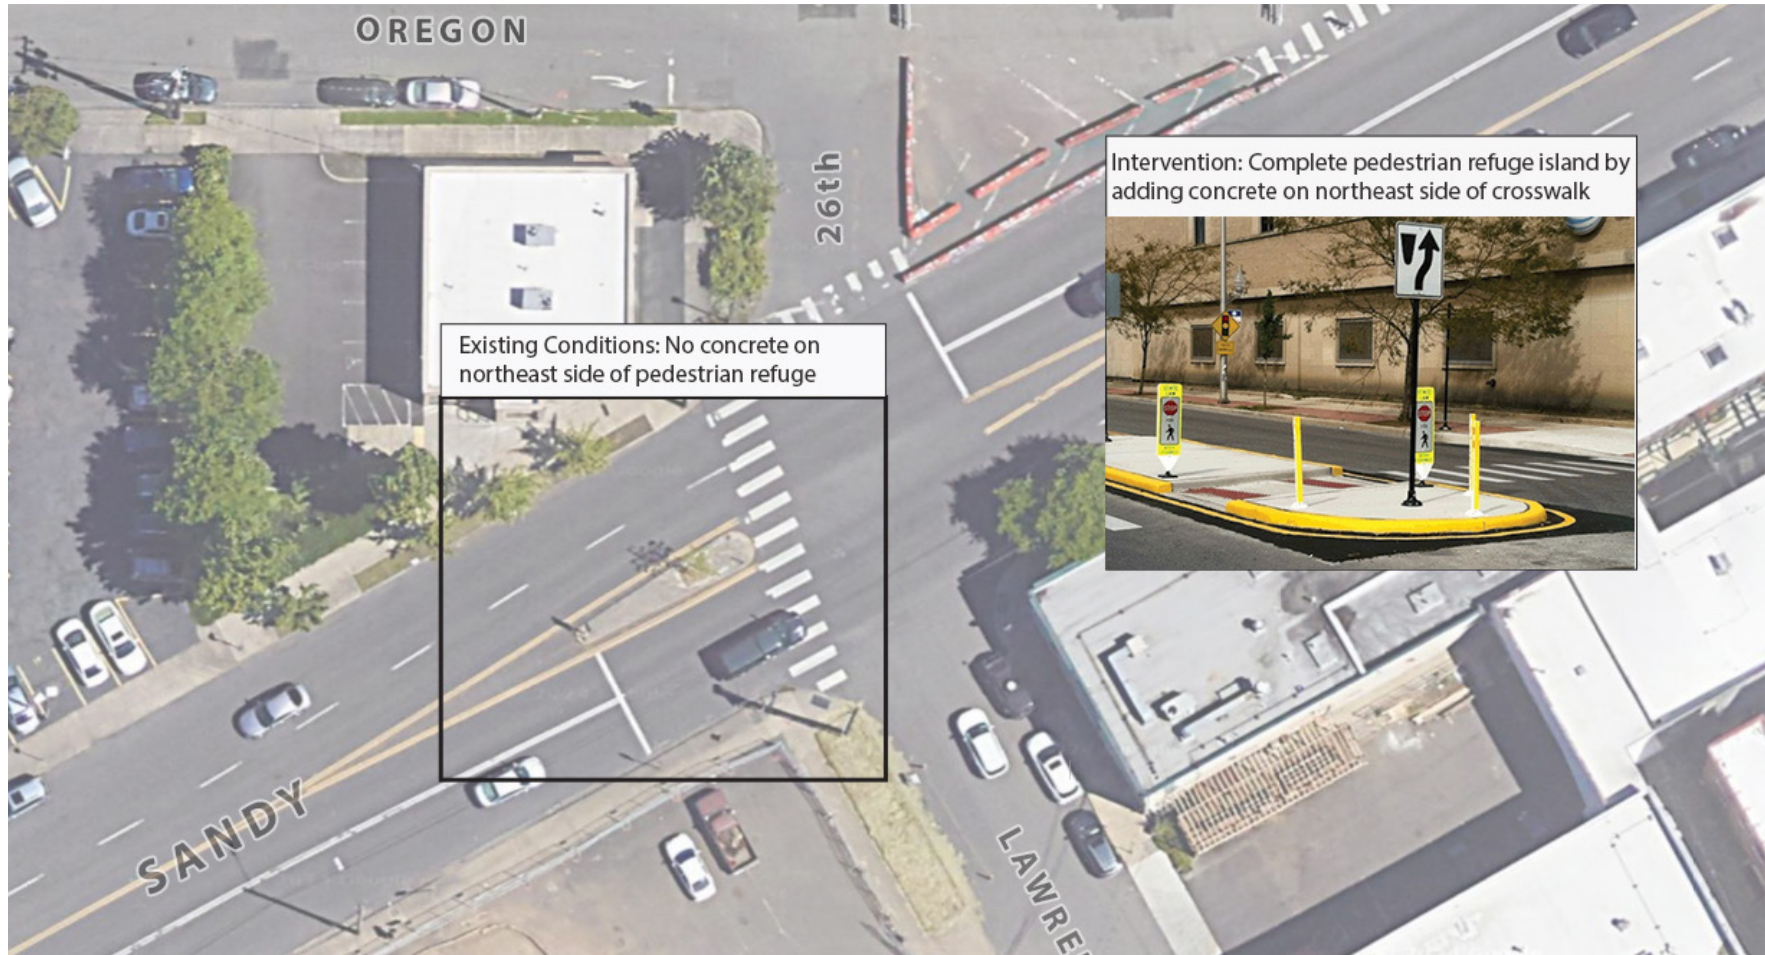 OREGON
26th
Intervention: Complete pedestrian refuge island by
adding concrete on northeast side of crosswalk
Existing Conditions: No concrete on
northeast side of pedestrian refuge
STOP
SANDY
LAWRE